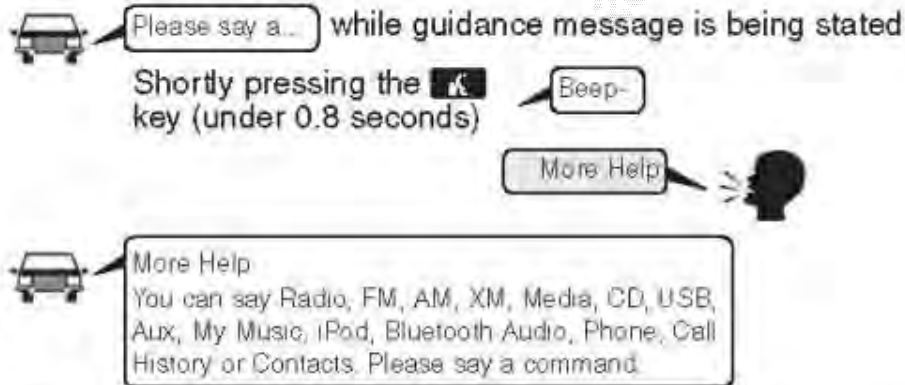 Please say a... while guidance message is being stated
Shortly pressing the
key (under 0.8 seconds)
Beep-
More Help
More Help
You can say Radio, FM, AM, XM, Media, CD, USB,
Aux, My Music, iPod, Bluetooth Audio, Phone, Call
History or Contacts. Please say a command.